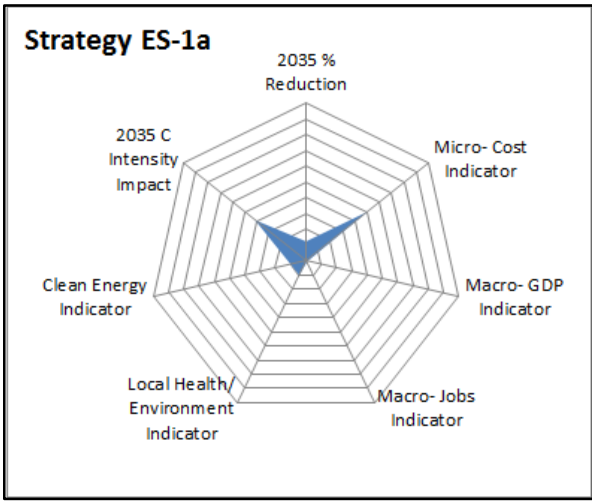 Strategy ES-1a
2035 %
Reduction
Micro- Cost
Indicator
Macro- GDP
Indicator
Macro- Jobs
Indicator
Local Health/
Environment
Indicator
Clean Energy
Indicator
2035 C
Intensity
Impact